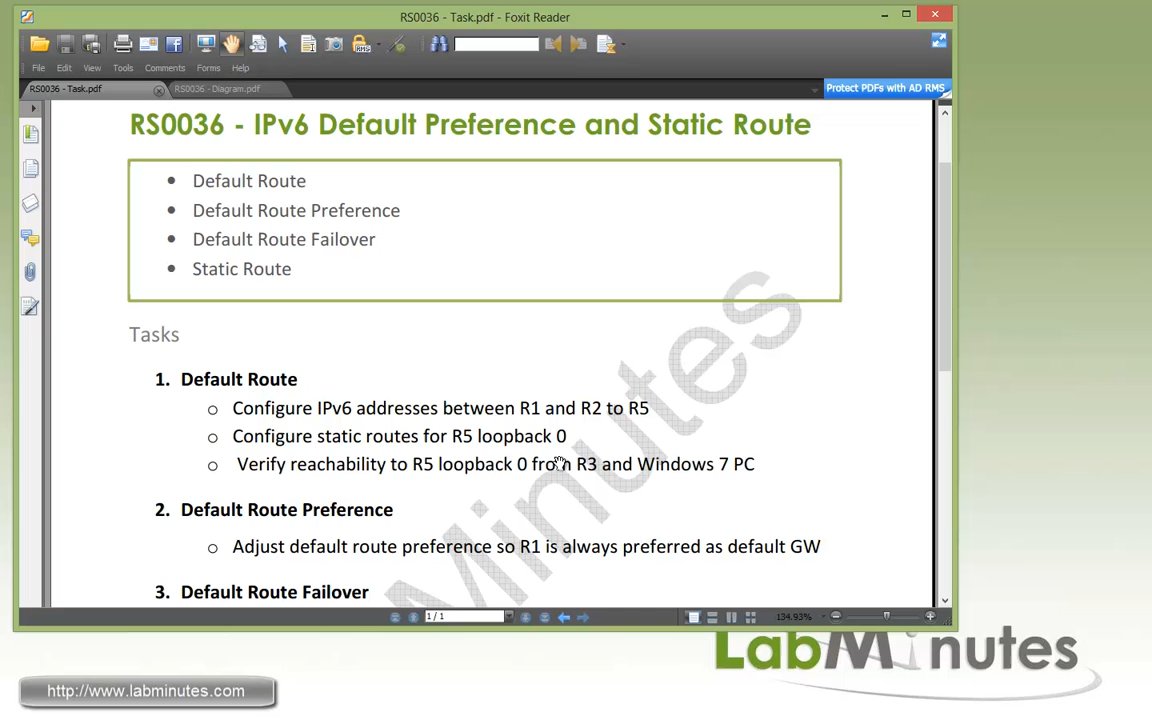 RS0036 - Task.pdf - Foxit Reader
RMS
File Edit View Tools Comments Forms Help
RS0036 - Task.pdf
RS0036 - Diagram.pdf
Protect PDFs with AD RMS
RS0036 - IPv6 Default Preference and Static Route
• Default Route
• Default Route Preference
• Default Route Failover
• Static Route
Tasks
1. Default Route
o Configure IPv6 addresses between R1 and R2 to R5
o Configure static routes for R5 loopback 0
o Verify reachability to R5 loopback 0 from R3 and Windows 7 PC
2. Default Route Preference
o Adjust default route preference so R1 is always preferred as default GW
3. Default Route Failover
Minutes
1 / 1
134.93%
LabMinutes
http://www.labminutes.com